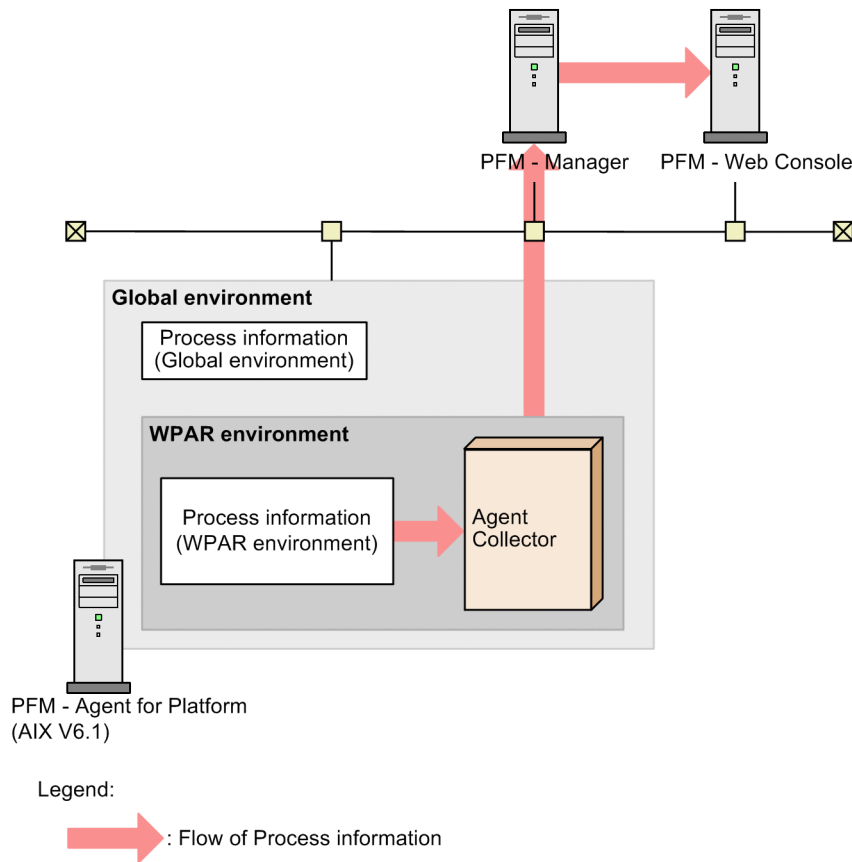 PFM - Manager
PFM - Web Console
Global environment
Process information
(Global environment)
WPAR environment
Process information
(WPAR environment)
Agent
Collector
PFM - Agent for Platform
(AIX V6.1)
Legend:
: Flow of Process information